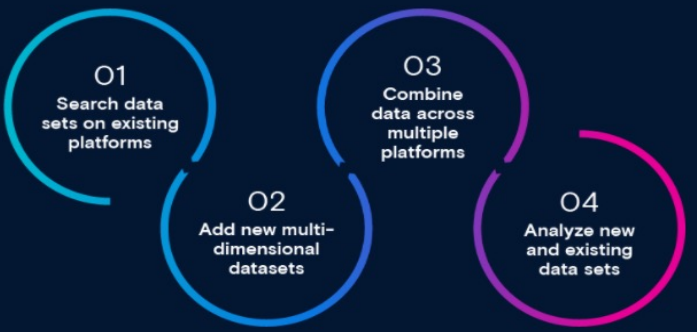 01
Search data
sets on existing
platforms
02
Add new multi-
dimensional
datasets
03
Combine
data across
multiple
platforms
04
Analyze new
and existing
data sets